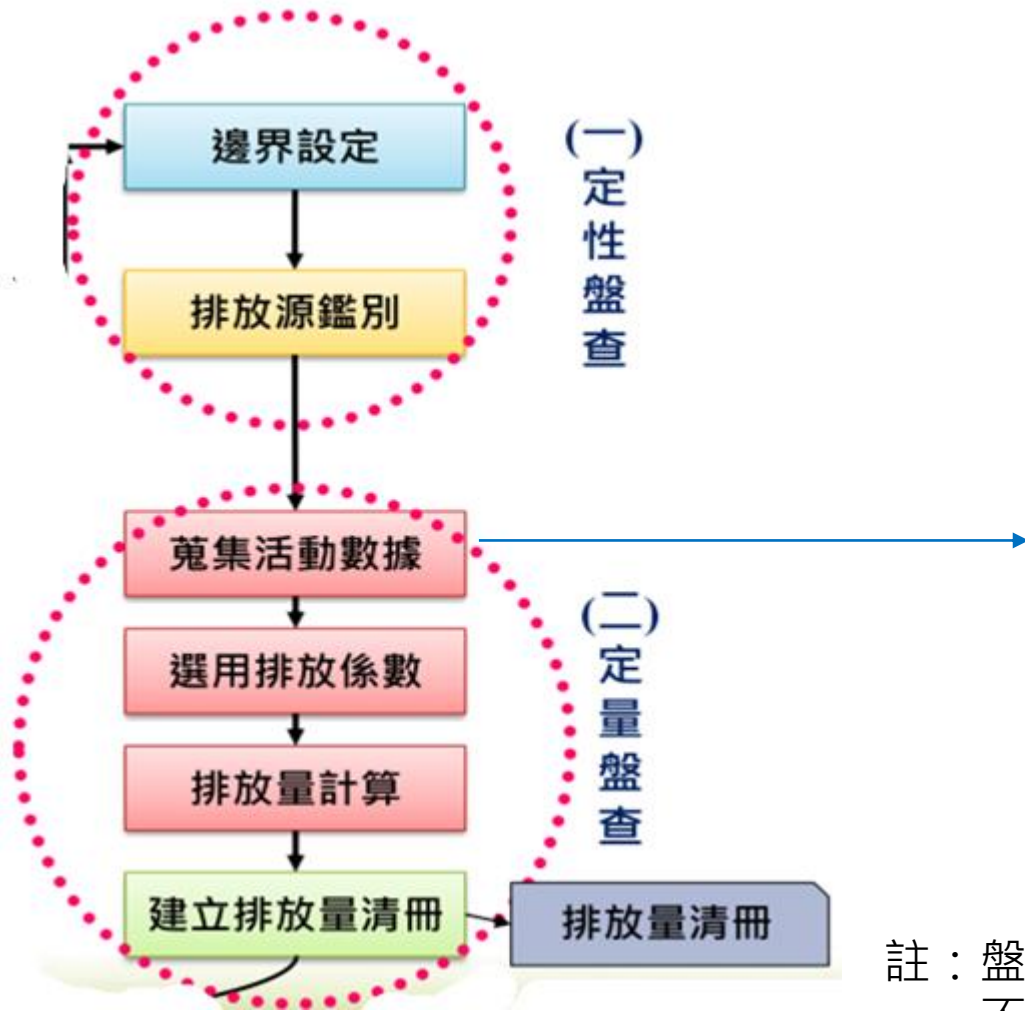 邊界設定
排放源鑑別
(一)定性盤查
蒐集活動數據
選用排放係數
排放量計算
建立排放量清冊
(二)定量盤查
排放量清冊
註：盤